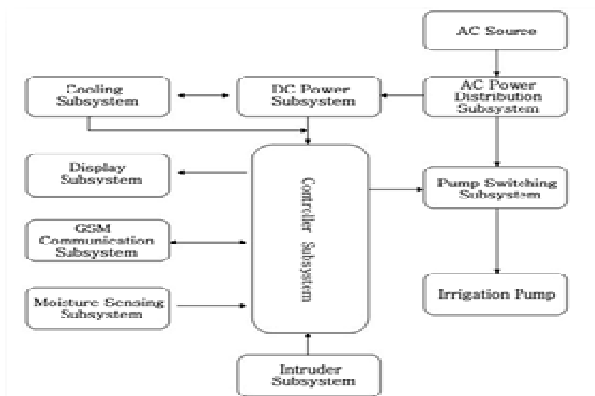 AC Source
Cooling
Subsystem
DC Power
Subsystem
AC Power
Distribution
Subsystem
Display
Subsystem
Controller Subsystem
Pump Switching
Subsystem
GSM
Communication
Subsystem
Moisture Sensing
Subsystem
Irrigation Pump
Intruder
Subsystem